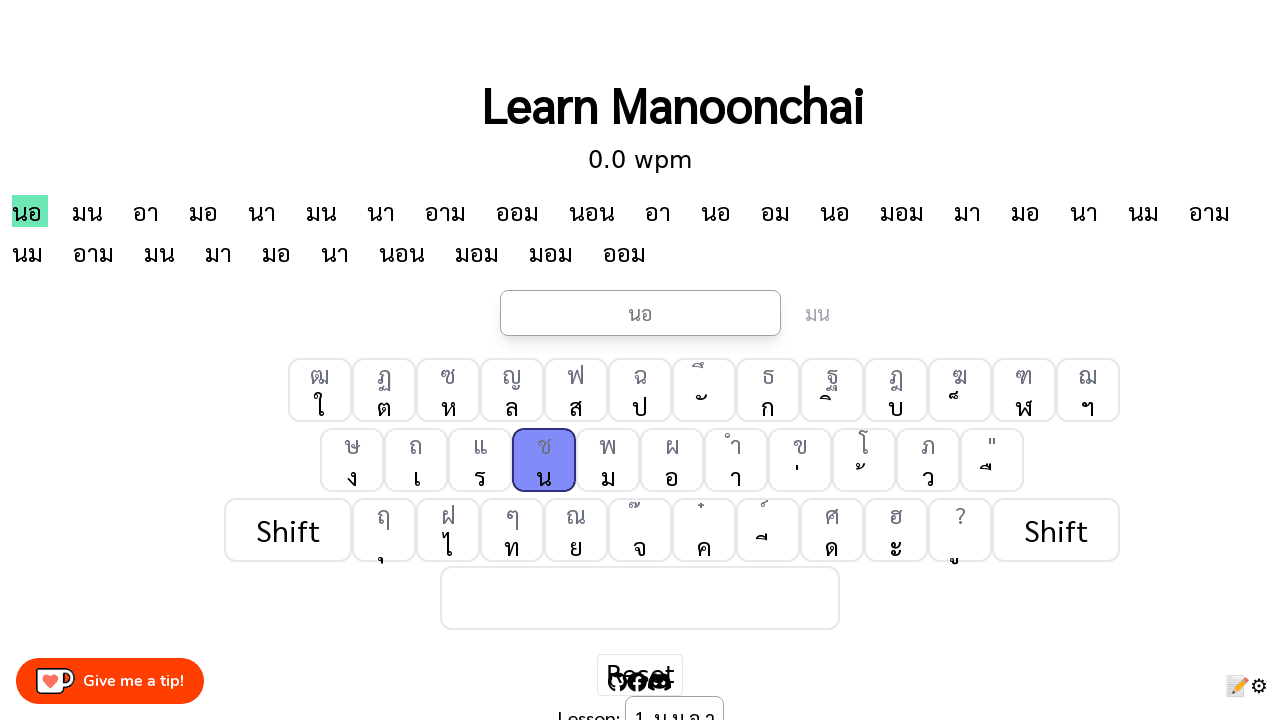 Learn Manoonchai
0.0 wpm
นอ มน อา มอ นา มน นา อาม ออม นอน อา นอ อม นอ มอม มา มอ นา นม อาม
นม อาม มน มา มอ นา นอน มอม มอม ออม
นอ มน
ฒ ฏ ซ ญ ฟ ฉ ึ ธ ฐ ฎ ฆ ฑ ฌ
ใ ต ห ล ส ป ั ก ิ บ ็ ฬ ฯ
ษ ถ แ ช พ ผ ำ ข โ ภ "
ง เ ร น ม อ า ่ ้ ว ื
Shift ฤ ฝ ๆ ณ ๊ ๋ ์ ศ ฮ ? Shift
ุ ไ ท ย จ ค ี ด ะ ู
Reset
Give me a tip!
Lesson: 1. น ม อ า